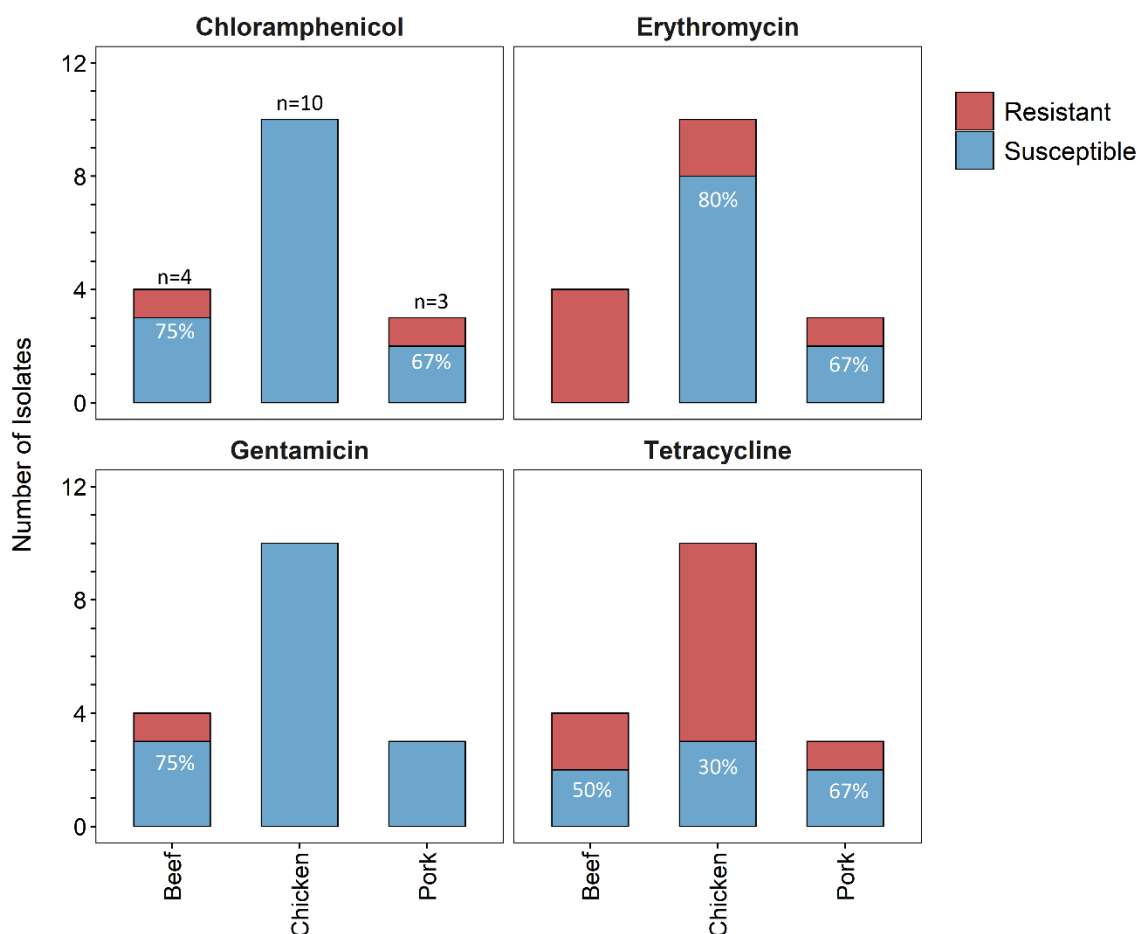 Chloramphenicol
Erythromycin
12
8
4
0
n=4
n=10
n=3
75%
67%
80%
67%
Resistant
Susceptible
Number of Isolates
Gentamicin
Tetracycline
12
8
4
0
75%
50%
30%
67%
Beef
Chicken
Pork
Beef
Chicken
Pork